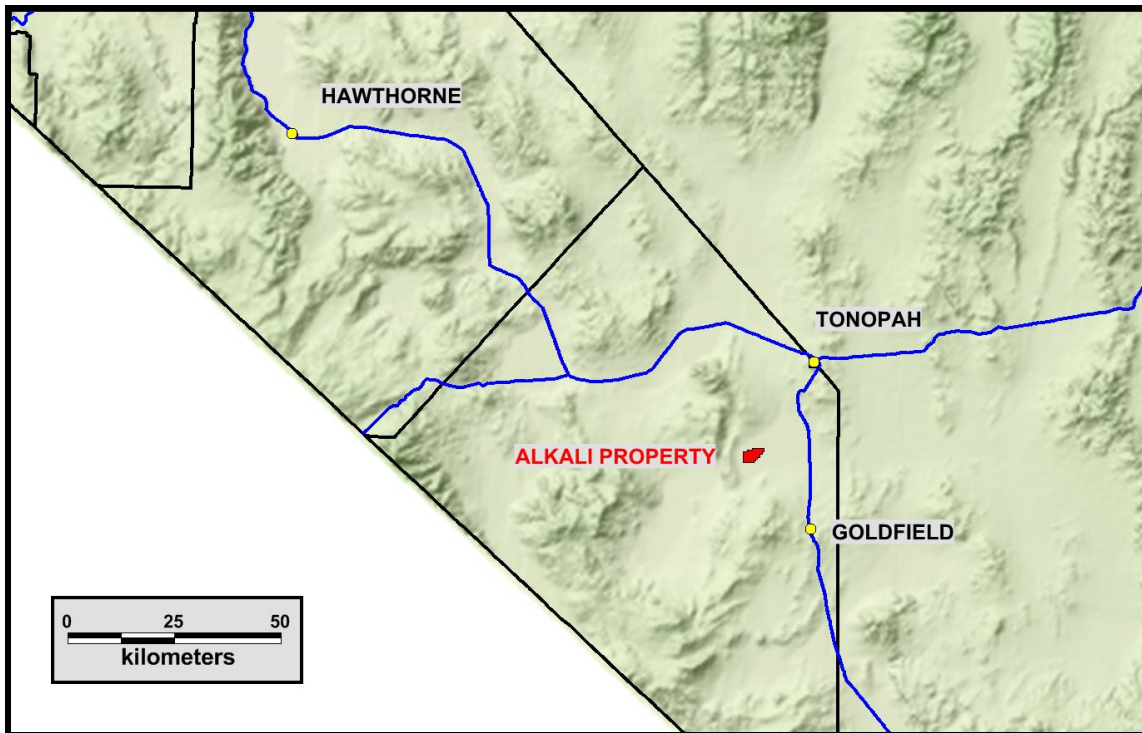 HAWTHORNE
TONOPAH
ALKALI PROPERTY
GOLDFIELD
0 25 50
kilometers